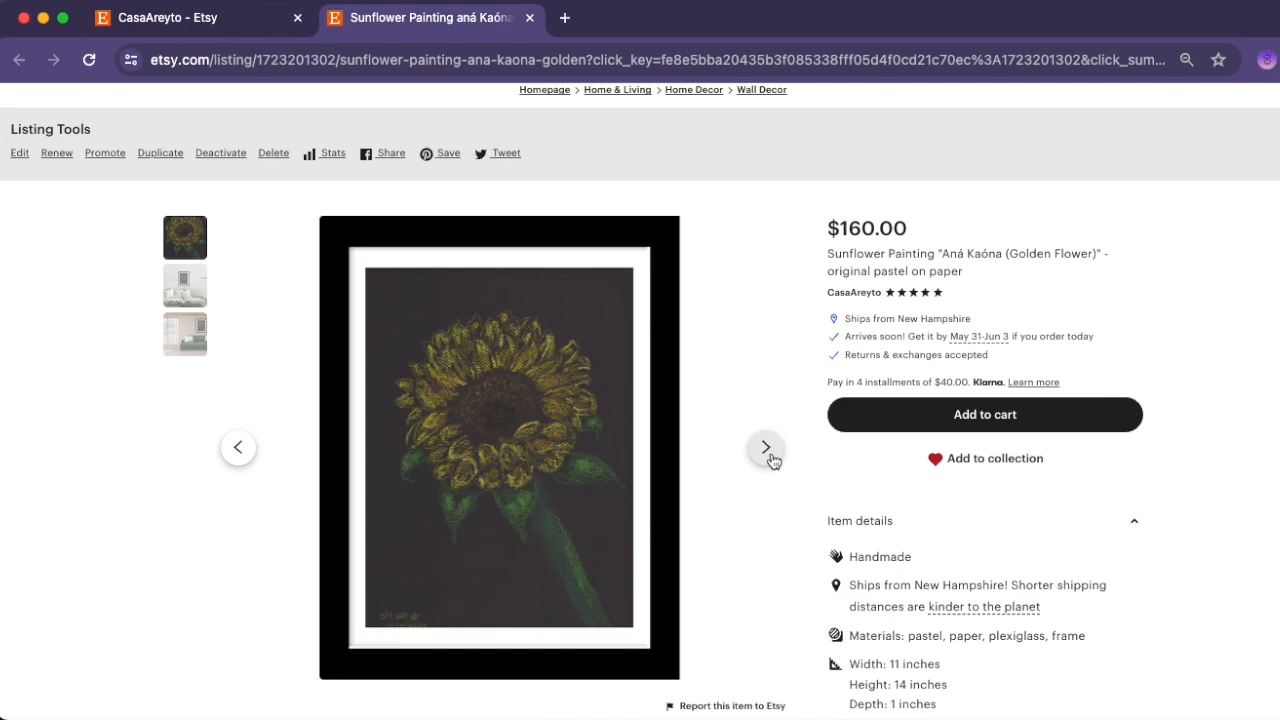 CasaAreyto - Etsy
Sunflower Painting aná Kaón
etsy.com/listing/1723201302/sunflower-painting-ana-kaona-golden?click_key=fe8e5bba20435b3f085338fff05d4f0cd21c70ec%3A1723201302&click_sum...
Homepage > Home & Living > Home Decor > Wall Decor
Listing Tools
Edit Renew Promote Duplicate Deactivate Delete Stats Share Save Tweet
$160.00
Sunflower Painting "Aná Kaóna (Golden Flower)" -
original pastel on paper
CasaAreyto
Ships from New Hampshire
Arrives soon! Get it by May 31-Jun 3 if you order today
Returns & exchanges accepted
Pay in 4 installments of $40.00. Klarna. Learn more
Add to cart
Add to collection
Item details
Handmade
Ships from New Hampshire! Shorter shipping
distances are kinder to the planet
Materials: pastel, paper, plexiglass, frame
Width: 11 inches
Height: 14 inches
Depth: 1 inches
Report this item to Etsy